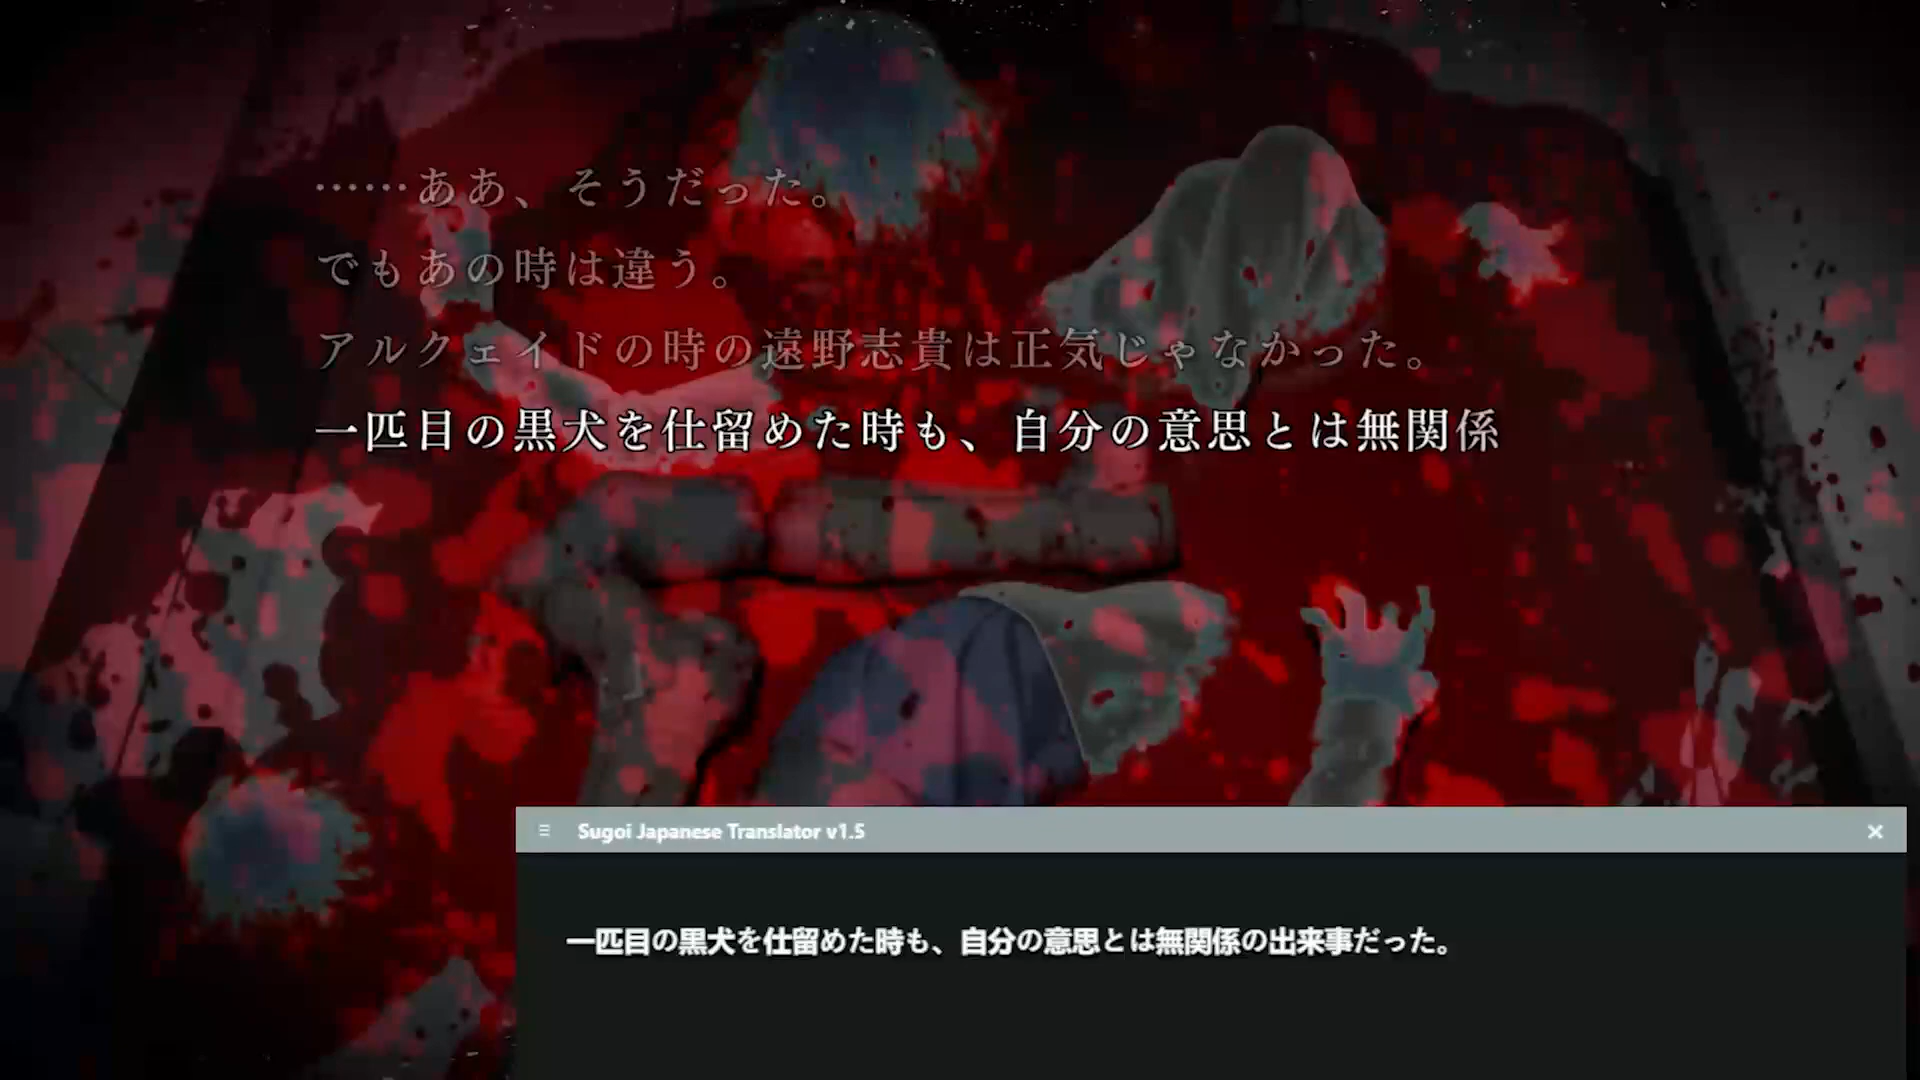 ……ああ、そうだった。
でもあの時は違う。
アルクェイドの時の遠野志貴は正気じゃなかった。
一匹目の黒犬を仕留めた時も、自分の意思とは無関係
≡ Sugoi Japanese Translator v1.5 ×
一匹目の黒犬を仕留めた時も、自分の意思とは無関係の出来事だった。